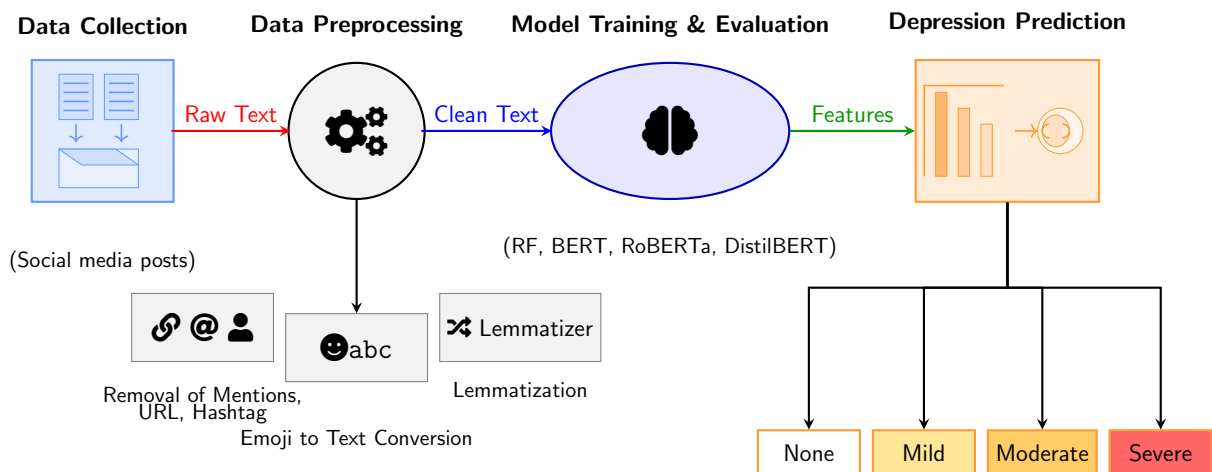 Data Collection
Data Preprocessing
Model Training & Evaluation
Depression Prediction
Raw Text
Clean Text
Features
(Social media posts)
(RF, BERT, RoBERTa, DistilBERT)
@
abc
Lemmatizer
Removal of Mentions,
URL, Hashtag
Lemmatization
Emoji to Text Conversion
None
Mild
Moderate
Severe